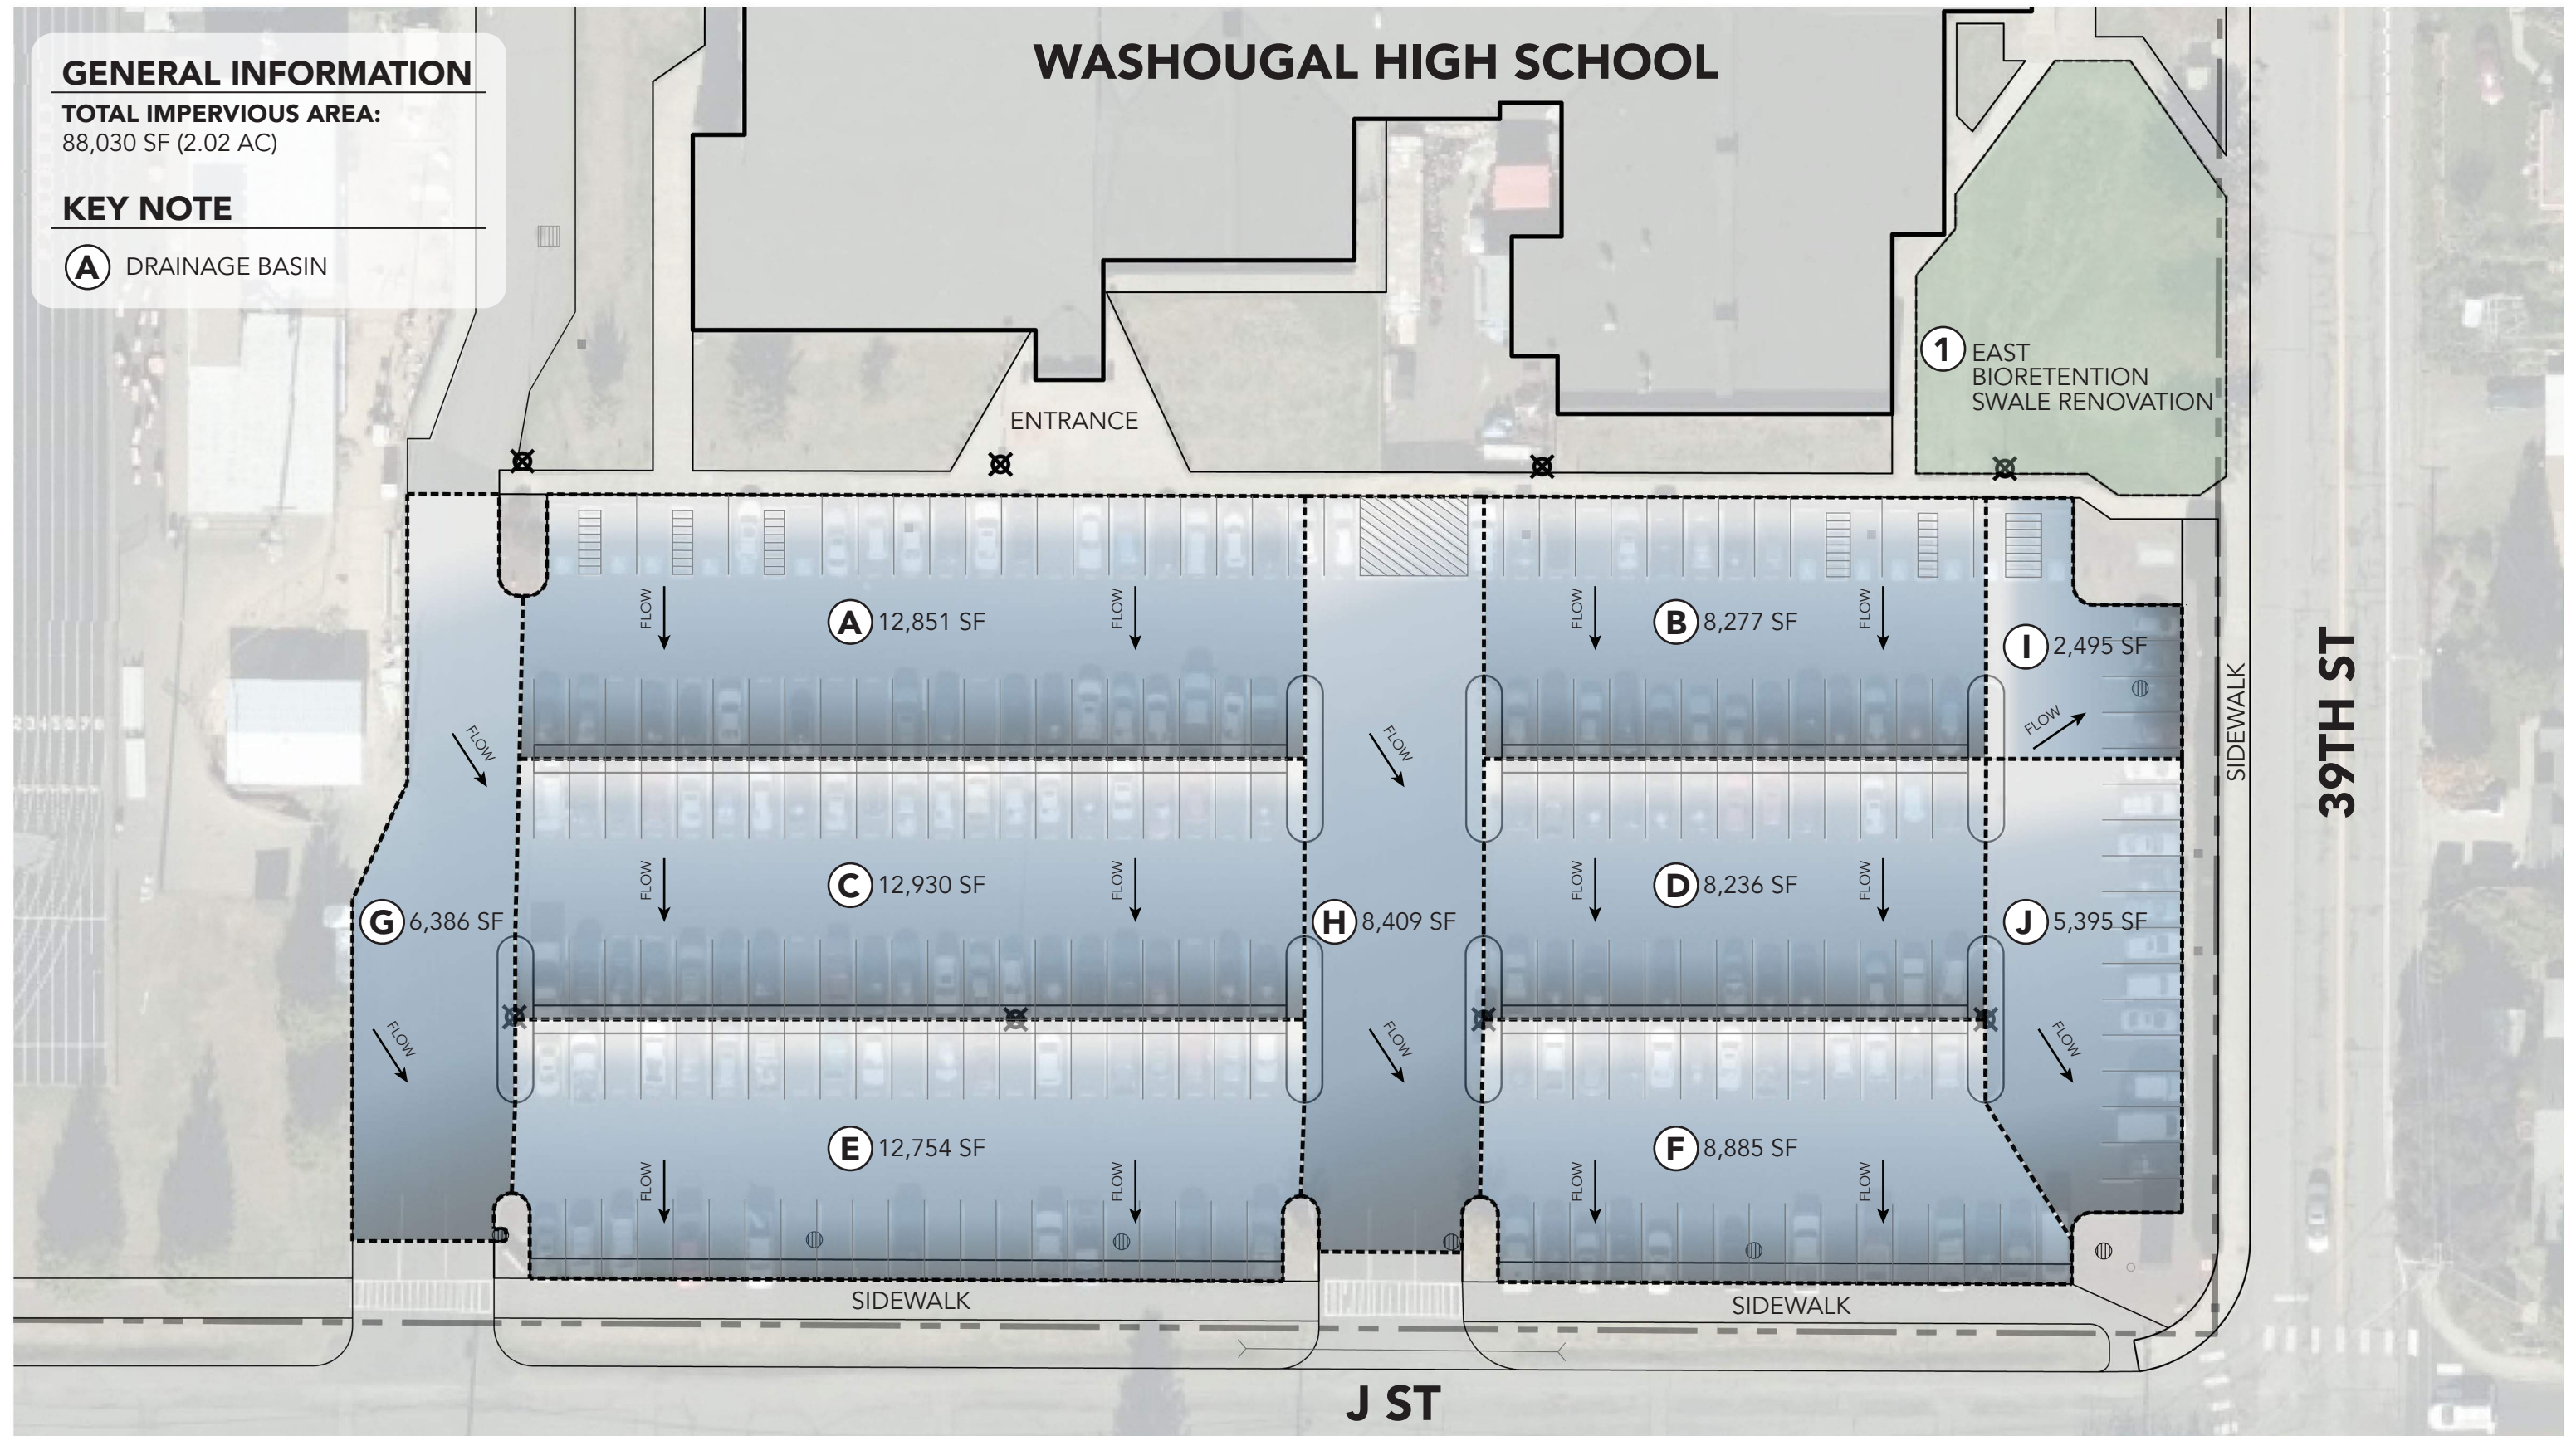 WASHOUGAL HIGH SCHOOL
GENERAL INFORMATION
TOTAL IMPERVIOUS AREA:
88,030 SF (2.02 AC)
KEY NOTE
A DRAINAGE BASIN
1 EAST
BIORETENTION
SWALE RENOVATION
ENTRANCE
FLOW
FLOW
FLOW
FLOW
A 12,851 SF
B 8,277 SF
I 2,495 SF
FLOW
FLOW
FLOW
SIDEWALK
39TH ST
FLOW
FLOW
FLOW
FLOW
C 12,930 SF
D 8,236 SF
G 6,386 SF
H 8,409 SF
J 5,395 SF
FLOW
FLOW
FLOW
E 12,754 SF
F 8,885 SF
FLOW
FLOW
FLOW
FLOW
SIDEWALK
SIDEWALK
J ST